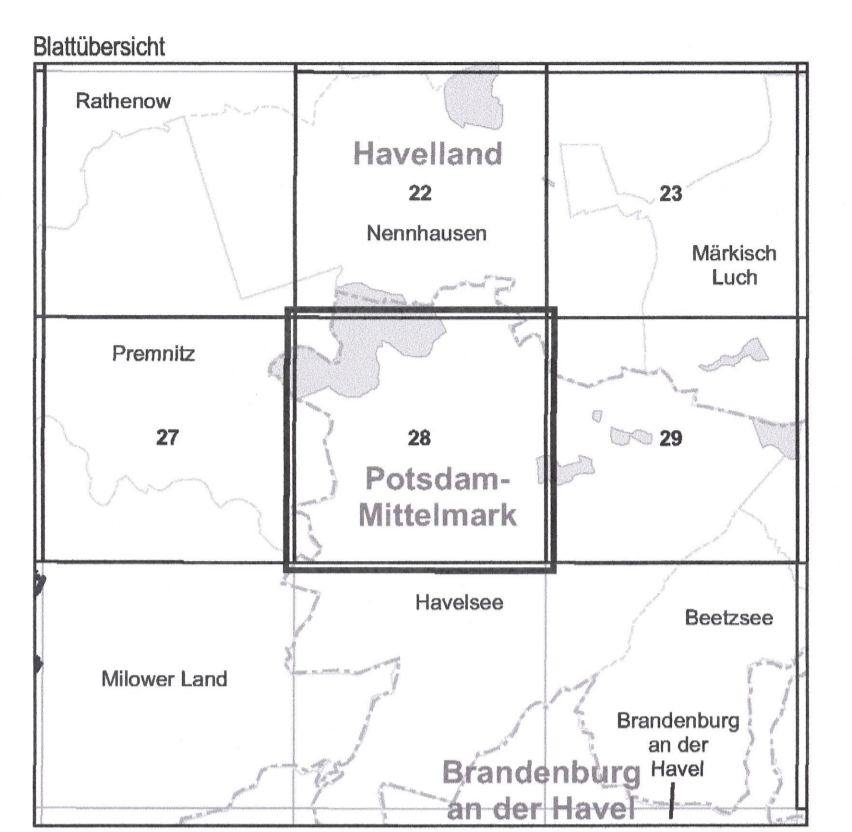 Blattübersicht
Rathenow
Havelland
22
23
Nennhausen
Märkisch
Luch
Premnitz
27
28
29
Potsdam-
Mittelmark
Havelsee
Beetzsee
Milower Land
Brandenburg
an der
Havel
Brandenburg
an der Havel